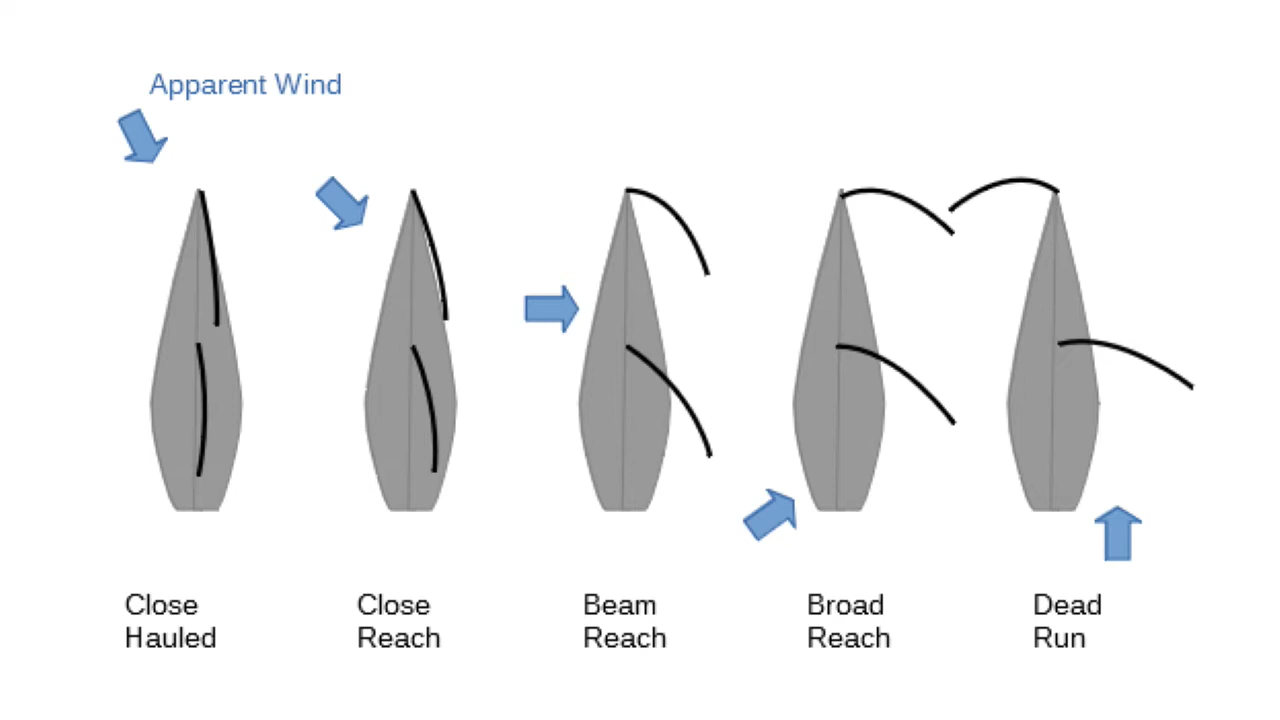 Apparent Wind
Close
Hauled
Close
Reach
Beam
Reach
Broad
Reach
Dead
Run